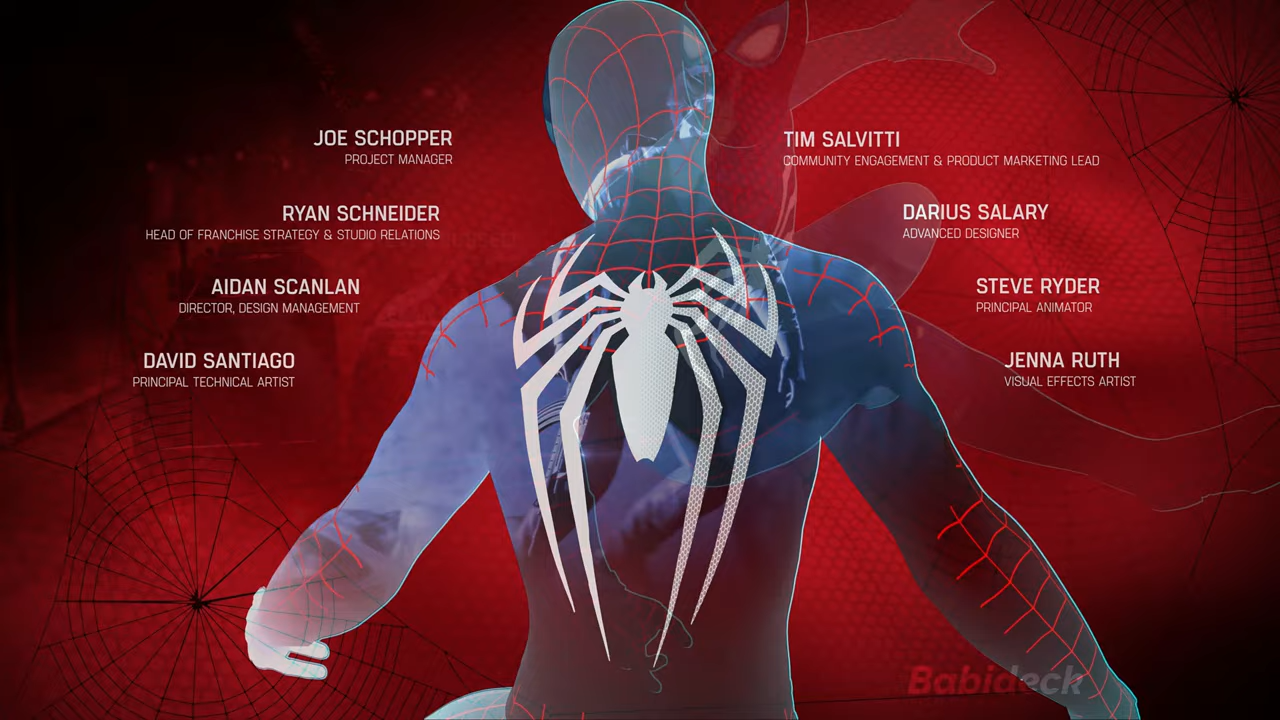 JOE SCHOPPER
PROJECT MANAGER
RYAN SCHNEIDER
HEAD OF FRANCHISE STRATEGY & STUDIO RELATIONS
AIDAN SCANLAN
DIRECTOR, DESIGN MANAGEMENT
DAVID SANTIAGO
PRINCIPAL TECHNICAL ARTIST
TIM SALVITTI
COMMUNITY ENGAGEMENT & PRODUCT MARKETING LEAD
DARIUS SALARY
ADVANCED DESIGNER
STEVE RYDER
PRINCIPAL ANIMATOR
JENNA RUTH
VISUAL EFFECTS ARTIST
Babideck